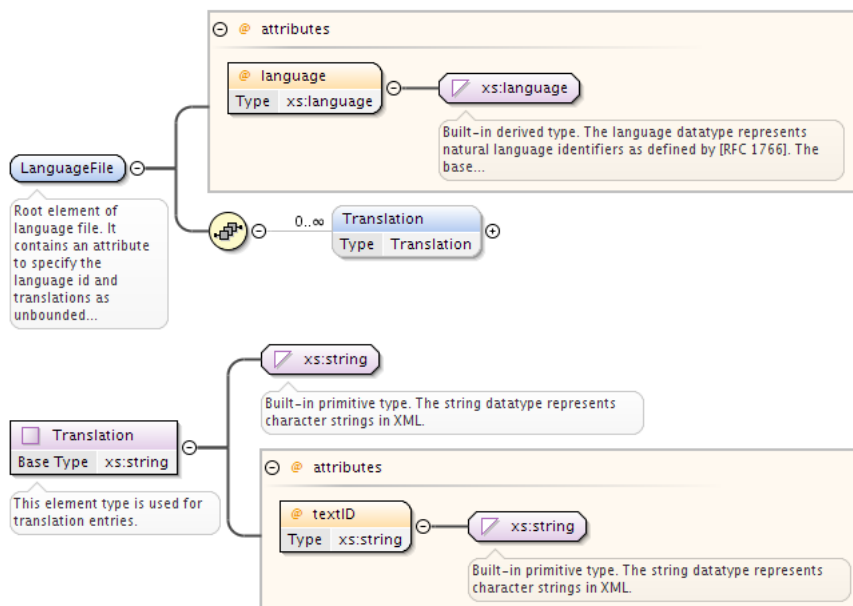 @ attributes
@ language
Type xs:language
xs:language
Built-in derived type. The language datatype represents
natural language identifiers as defined by [RFC 1766]. The
base...
LanguageFile
Root element of
language file. It
contains an attribute
to specify the
language id and
translations as
unbounded...
0..∞
Translation
Type Translation
xs:string
Built-in primitive type. The string datatype represents
character strings in XML.
Translation
Base Type xs:string
This element type is used for
translation entries.
@ attributes
@ textID
Type xs:string
xs:string
Built-in primitive type. The string datatype represents
character strings in XML.